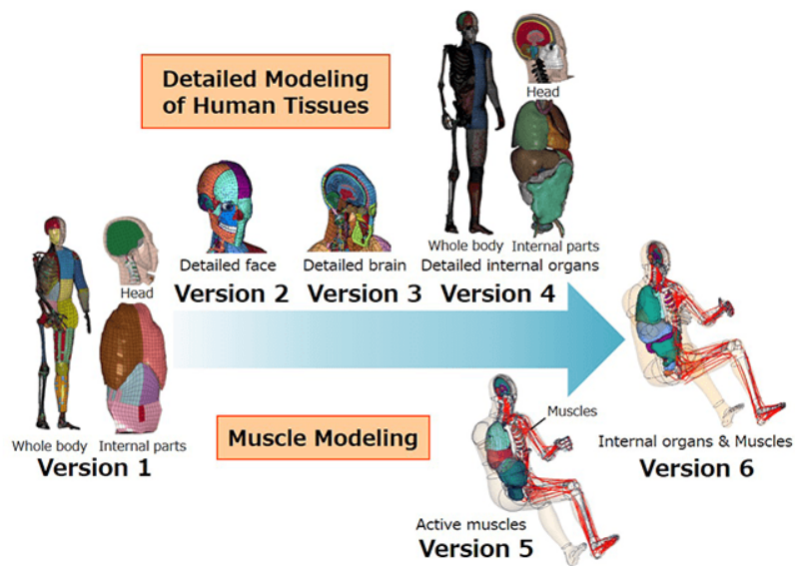 Detailed Modeling
of Human Tissues
Head
Whole body Internal parts
Detailed internal organs
Version 4
Detailed face
Version 2
Detailed brain
Version 3
Head
Whole body Internal parts
Version 1
Muscle Modeling
Muscles
Active muscles
Version 5
Internal organs & Muscles
Version 6